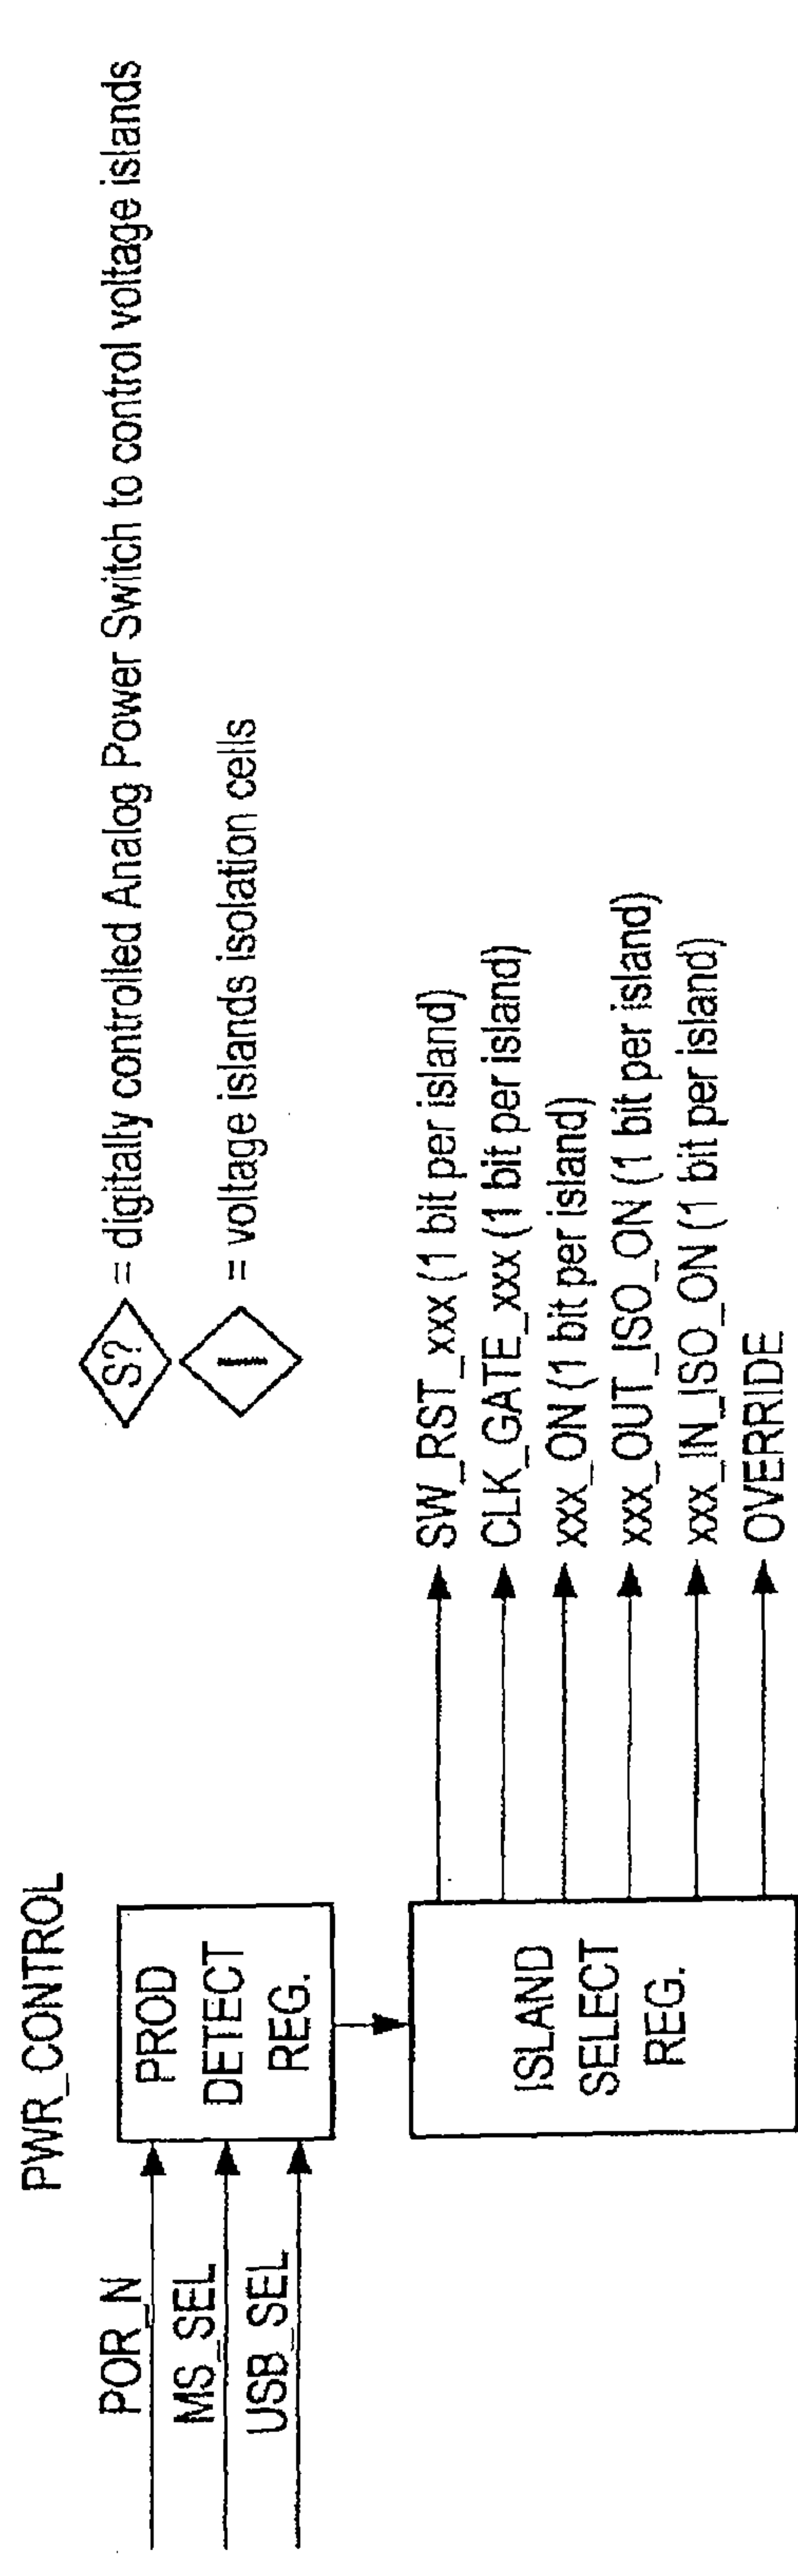 PWR_CONTROL
POR_N
MS_SEL
USB_SEL
PROD
DETECT
REG.
ISLAND
SELECT
REG.
S? = digitally controlled Analog Power Switch to control voltage islands
I = voltage islands isolation cells
SW_RST_xxx (1 bit per island)
CLK_GATE_xxx (1 bit per island)
xxx_ON (1 bit per island)
xxx_OUT_ISO_ON (1 bit per island)
xxx_IN_ISO_ON (1 bit per island)
OVERRIDE